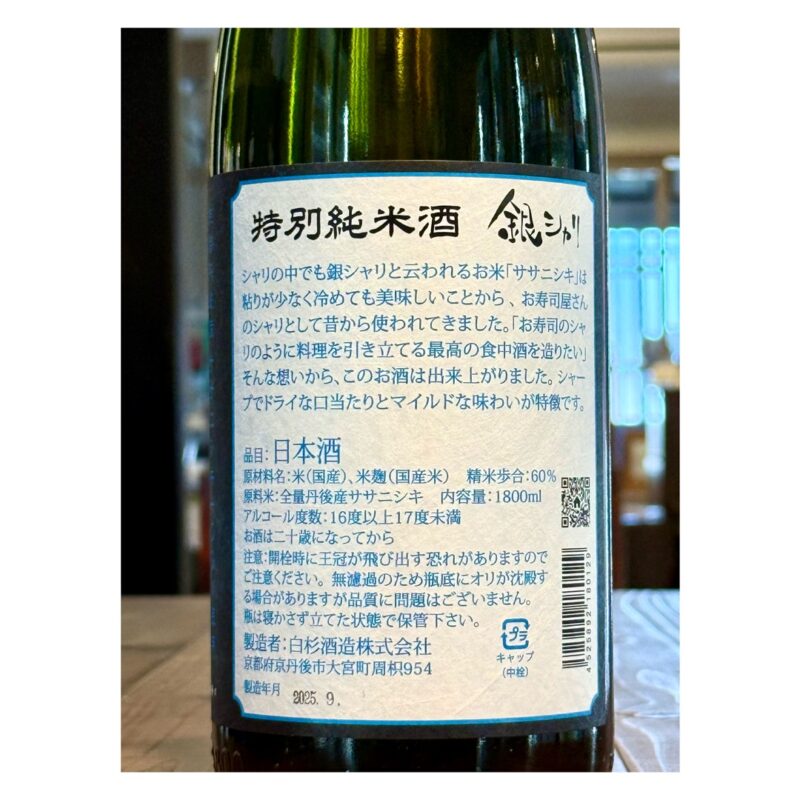 特別純米酒 銀シャリ
シャリの中でも銀シャリと云われるお米「ササニシキ」は
粘りが少なく冷めても美味しいことから、お寿司屋さん
のシャリとして昔から使われてきました。「お寿司のシャ
リのように料理を引き立てる最高の食中酒を造りたい」
そんな想いから、このお酒は出来上がりました。シャー
プでドライな口当たりとマイルドな味わいが特徴です。
品目:日本酒
原材料名:米(国産)、米麹(国産米) 精米歩合:60%
原料米:全量丹後産ササニシキ 内容量:1800ml
アルコール度数:16度以上17度未満
お酒は二十歳になってから
注意:開栓時に王冠が飛び出す恐れがありますので
ご注意ください。無濾過のため瓶底にオリが沈殿す
る場合がありますが品質に問題はございません。
瓶は寝かさず立てた状態で保管下さい。
製造者:白杉酒造株式会社
京都府京丹後市大宮町周枳954
製造年月 2025.9.
プラ
キャップ
(中栓)
4525892180129